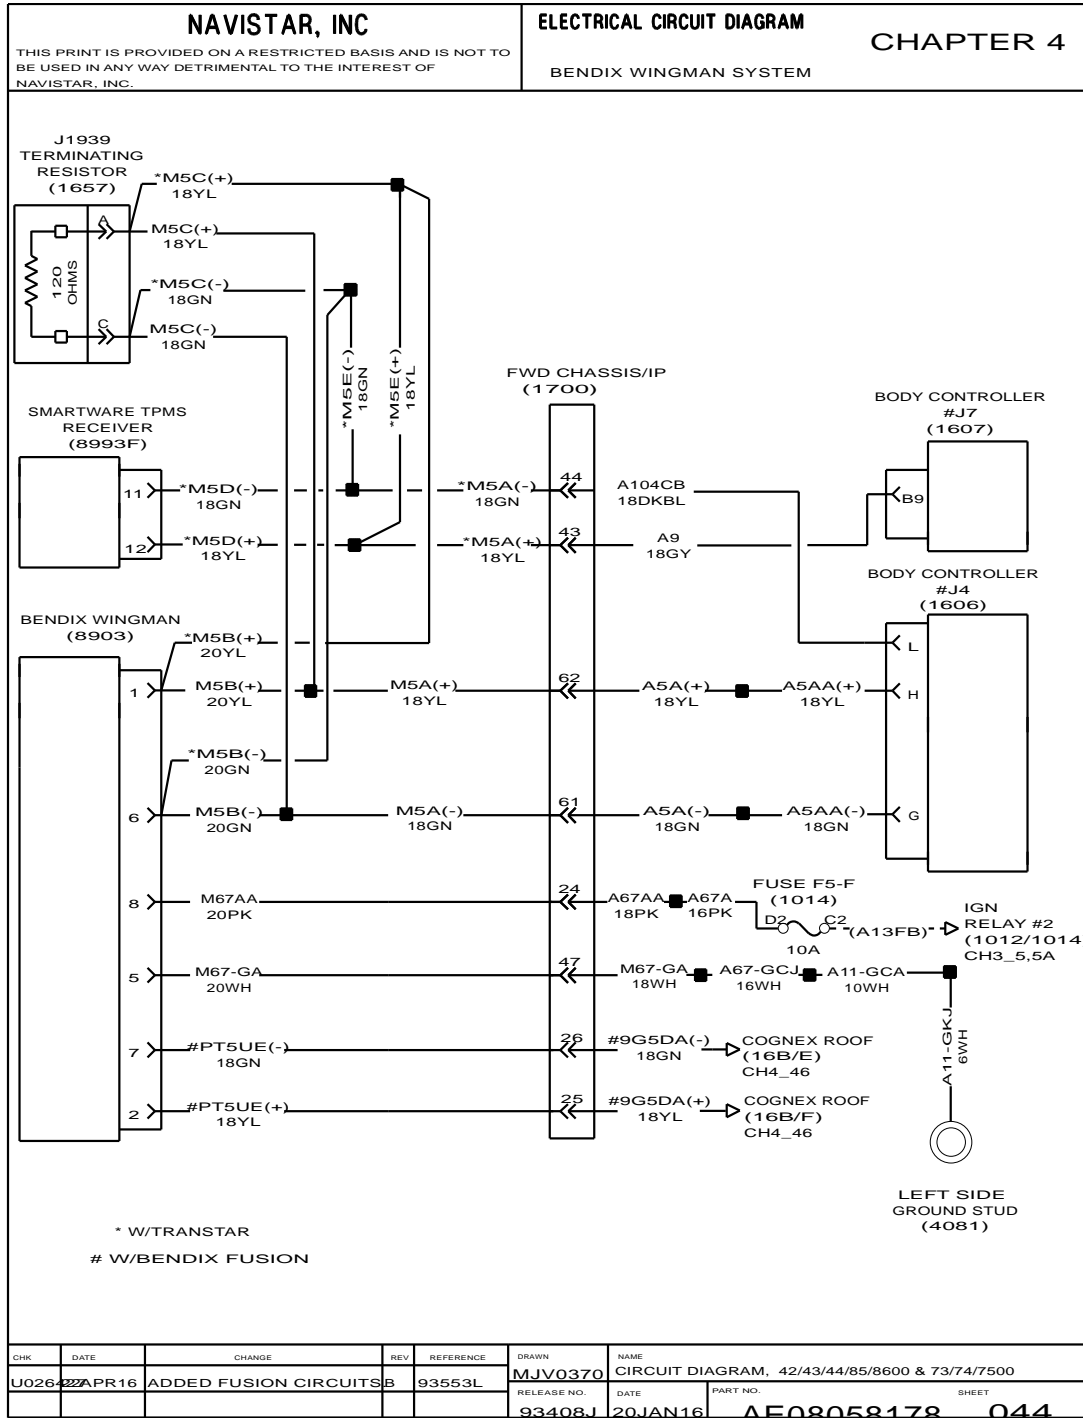 NAVISTAR, INC
THIS PRINT IS PROVIDED ON A RESTRICTED BASIS AND IS NOT TO
BE USED IN ANY WAY DETRIMENTAL TO THE INTEREST OF
NAVISTAR, INC.
ELECTRICAL CIRCUIT DIAGRAM
BENDIX WINGMAN SYSTEM
CHAPTER 4
J1939
TERMINATING
RESISTOR
(1657)
A
C
120
OHMS
*M5C(+)
18YL
M5C(+)
18YL
*M5C(-)
18GN
M5C(-)
18GN
*M5E(-)
18GN
*M5E(+)
18YL
SMARTWARE TPMS
RECEIVER
(8993F)
11
12
*M5D(-)
18GN
*M5D(+)
18YL
*M5A(-)
18GN
*M5A(+)
18YL
FWD CHASSIS/IP
(1700)
44
43
A104CB
18DKBL
A9
18GY
BODY CONTROLLER
#J7
(1607)
B9
BODY CONTROLLER
#J4
(1606)
L
H
G
BENDIX WINGMAN
(8903)
*M5B(+)
20YL
1
M5B(+)
20YL
M5A(+)
18YL
62
A5A(+)
18YL
A5AA(+)
18YL
*M5B(-)
20GN
6
M5B(-)
20GN
M5A(-)
18GN
61
A5A(-)
18GN
A5AA(-)
18GN
8
M67AA
20PK
24
A67AA
18PK
A67A
16PK
FUSE F5-F
(1014)
D2
C2
10A
(A13FB)
IGN
RELAY #2
(1012/1014
CH3_5,5A
5
M67-GA
20WH
47
M67-GA
18WH
A67-GCJ
16WH
A11-GCA
10WH
A11-GKJ
6WH
7
#PT5UE(-)
18GN
26
#9G5DA(-)
18GN
COGNEX ROOF
(16B/E)
CH4_46
2
#PT5UE(+)
18YL
25
#9G5DA(+)
18YL
COGNEX ROOF
(16B/F)
CH4_46
LEFT SIDE
GROUND STUD
(4081)
* W/TRANSTAR
# W/BENDIX FUSION
CHK DATE CHANGE REV REFERENCE
ADDED FUSION CIRCUITS B 93553L
DRAWN
MJV0370
NAME
CIRCUIT DIAGRAM, 42/43/44/85/8600 & 73/74/7500
RELEASE NO.
93408J
DATE
20JAN16
PART NO.
AE08058178
SHEET
044